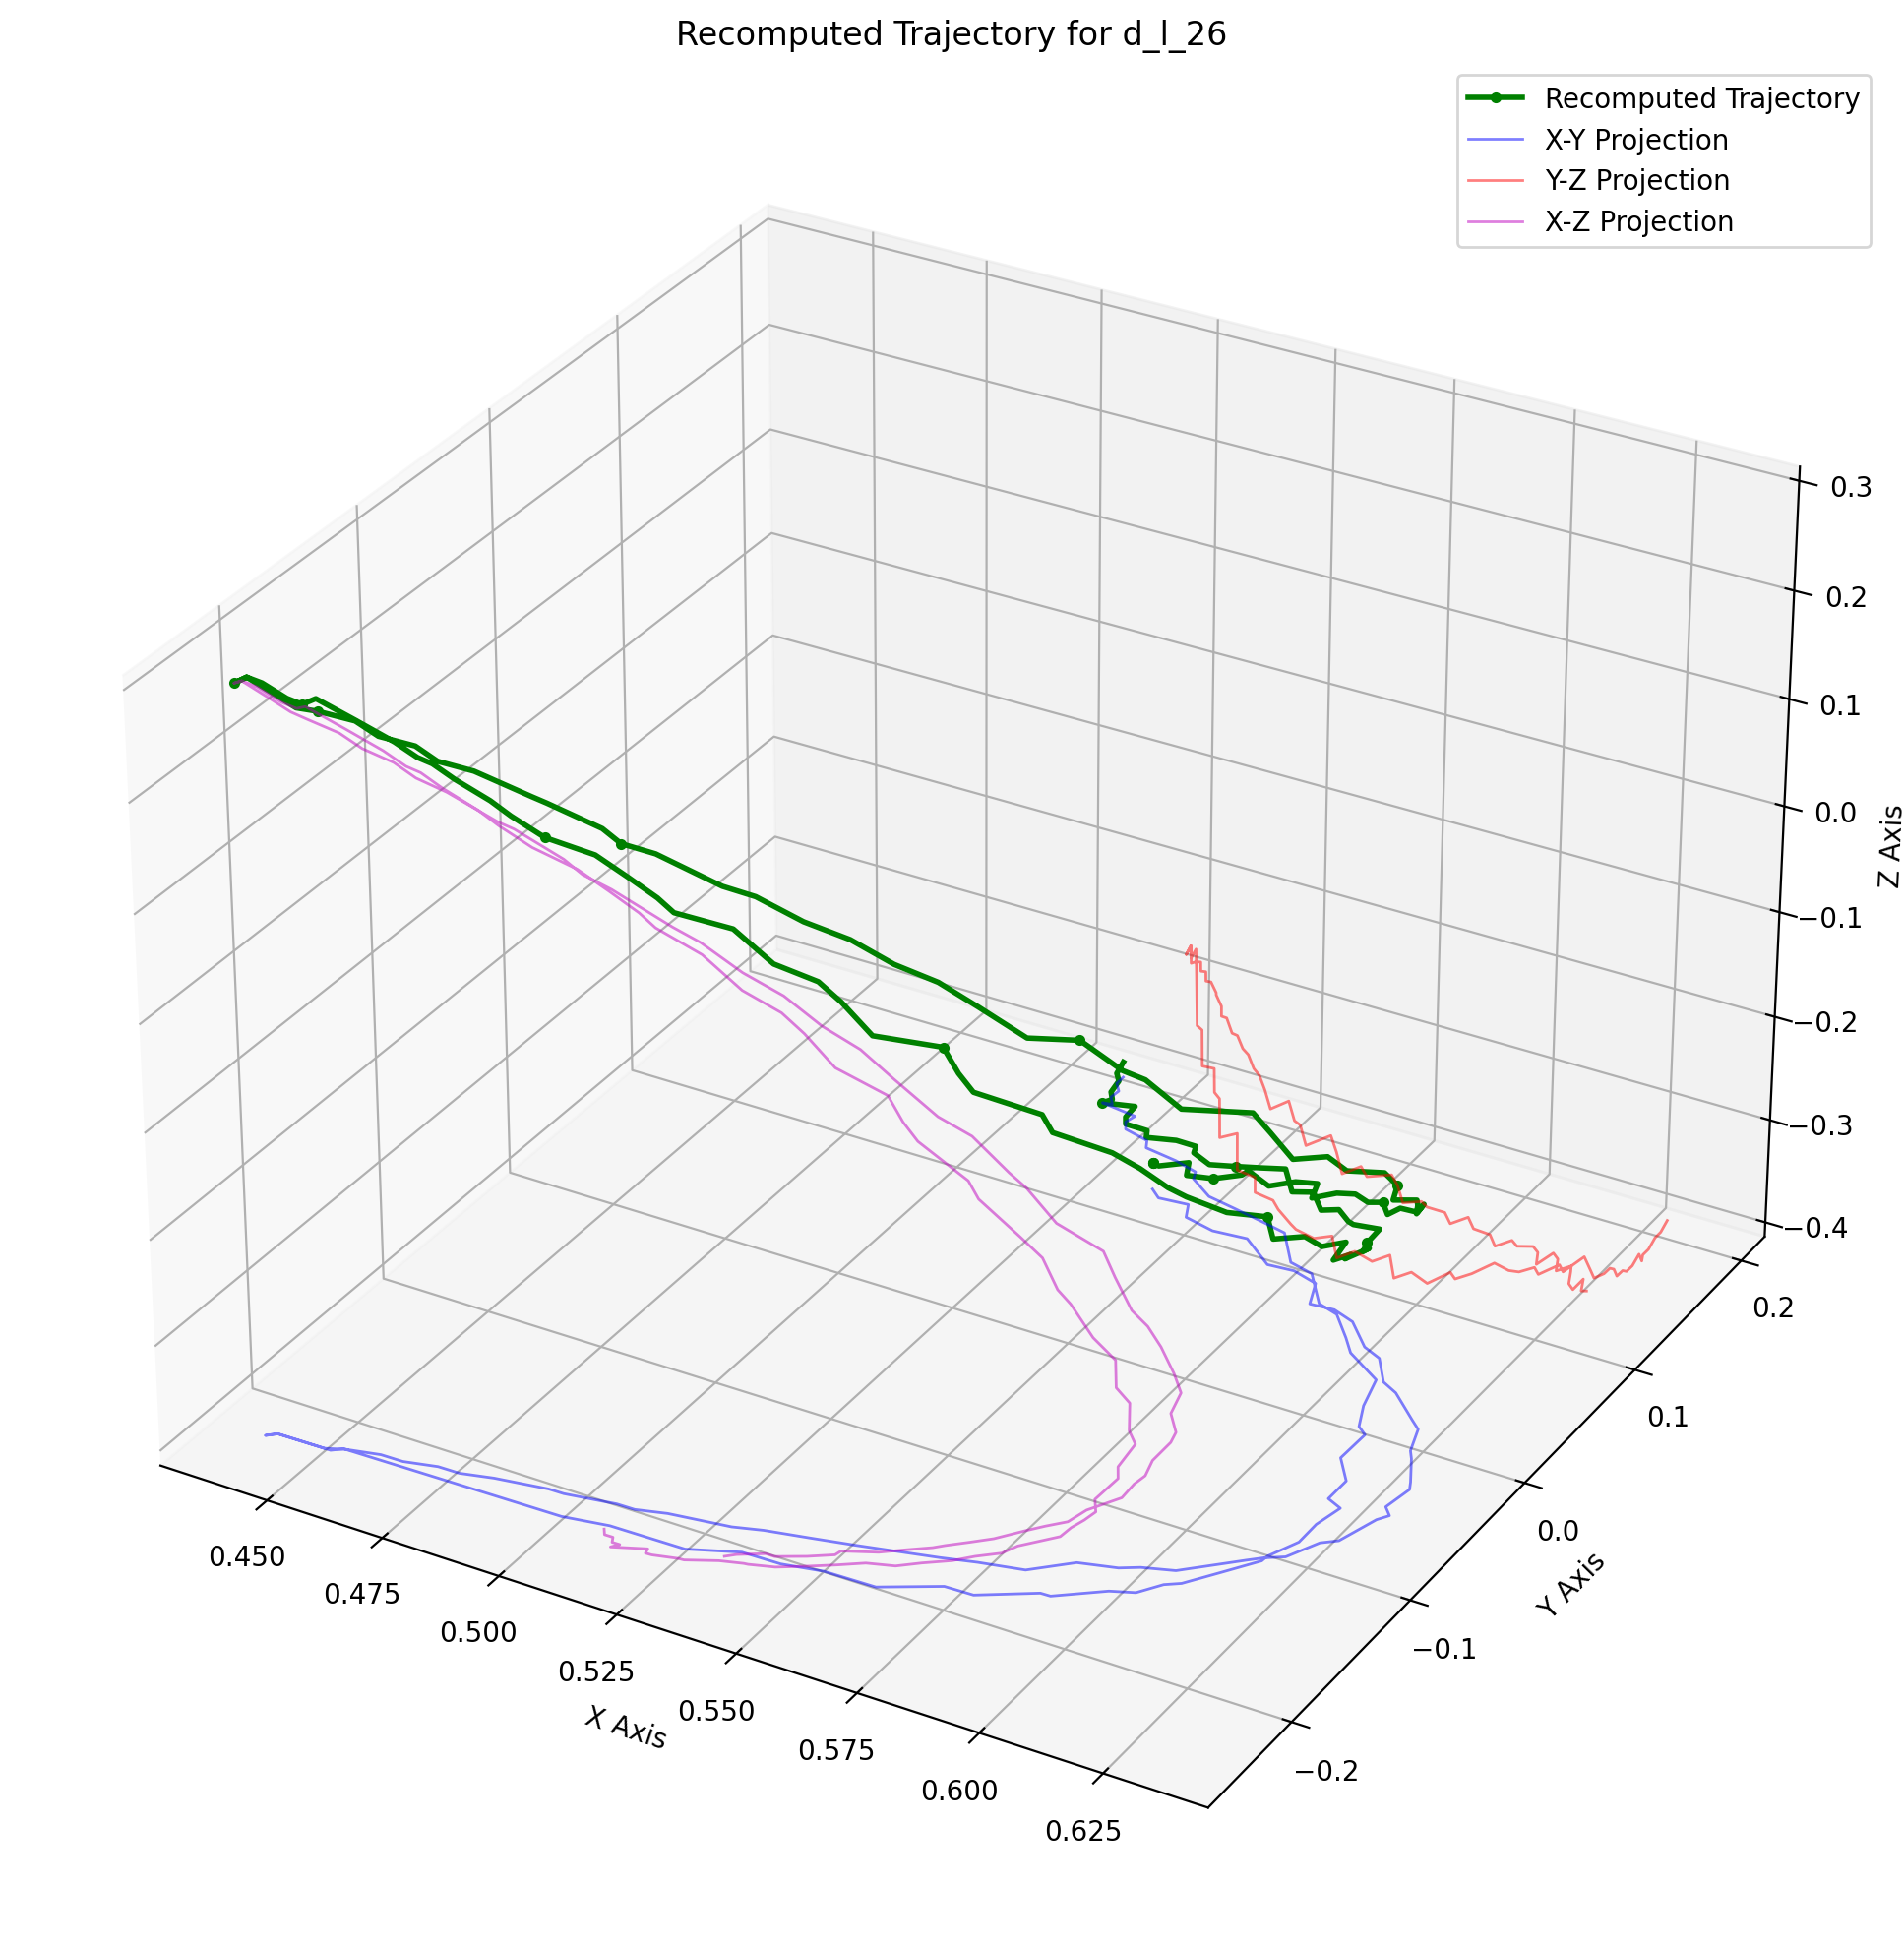 Recomputed Trajectory for d_l_26
Recomputed Trajectory
X-Y Projection
Y-Z Projection
X-Z Projection
0.3
0.2
0.1
0.0
−0.1
−0.2
−0.3
−0.4
Z Axis
0.2
0.1
0.0
−0.1
−0.2
Y Axis
0.450
0.475
0.500
0.525
0.550
0.575
0.600
0.625
X Axis